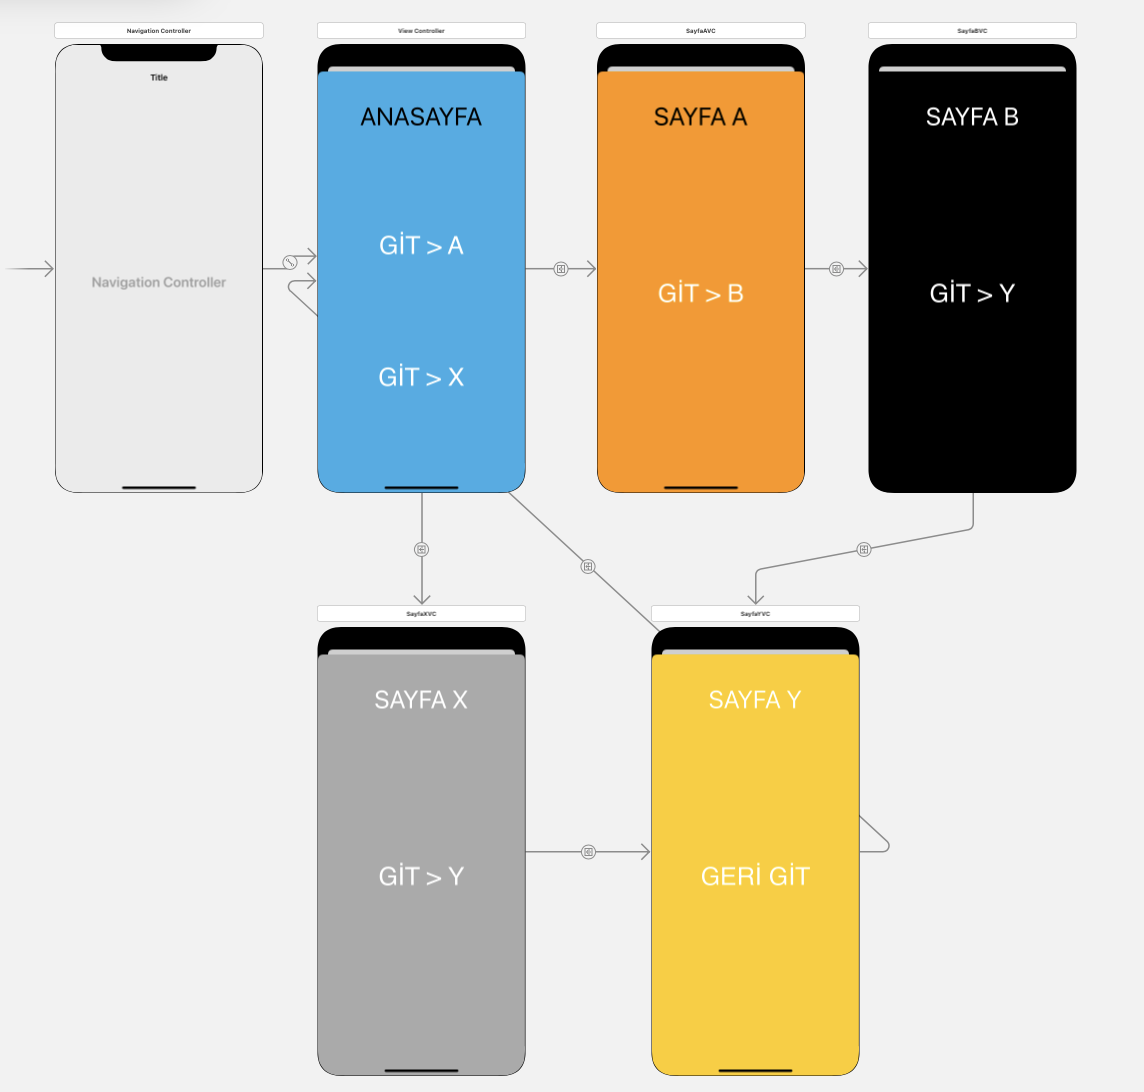 Navigation Controller
View Controller
SayfaAVC
SayfaBVC
Title
Navigation Controller
ANASAYFA
GİT > A
GİT > X
SAYFA A
GİT > B
SAYFA B
GİT > Y
SayfaXVC
SayfaYVC
SAYFA X
GİT > Y
SAYFA Y
GERİ GİT